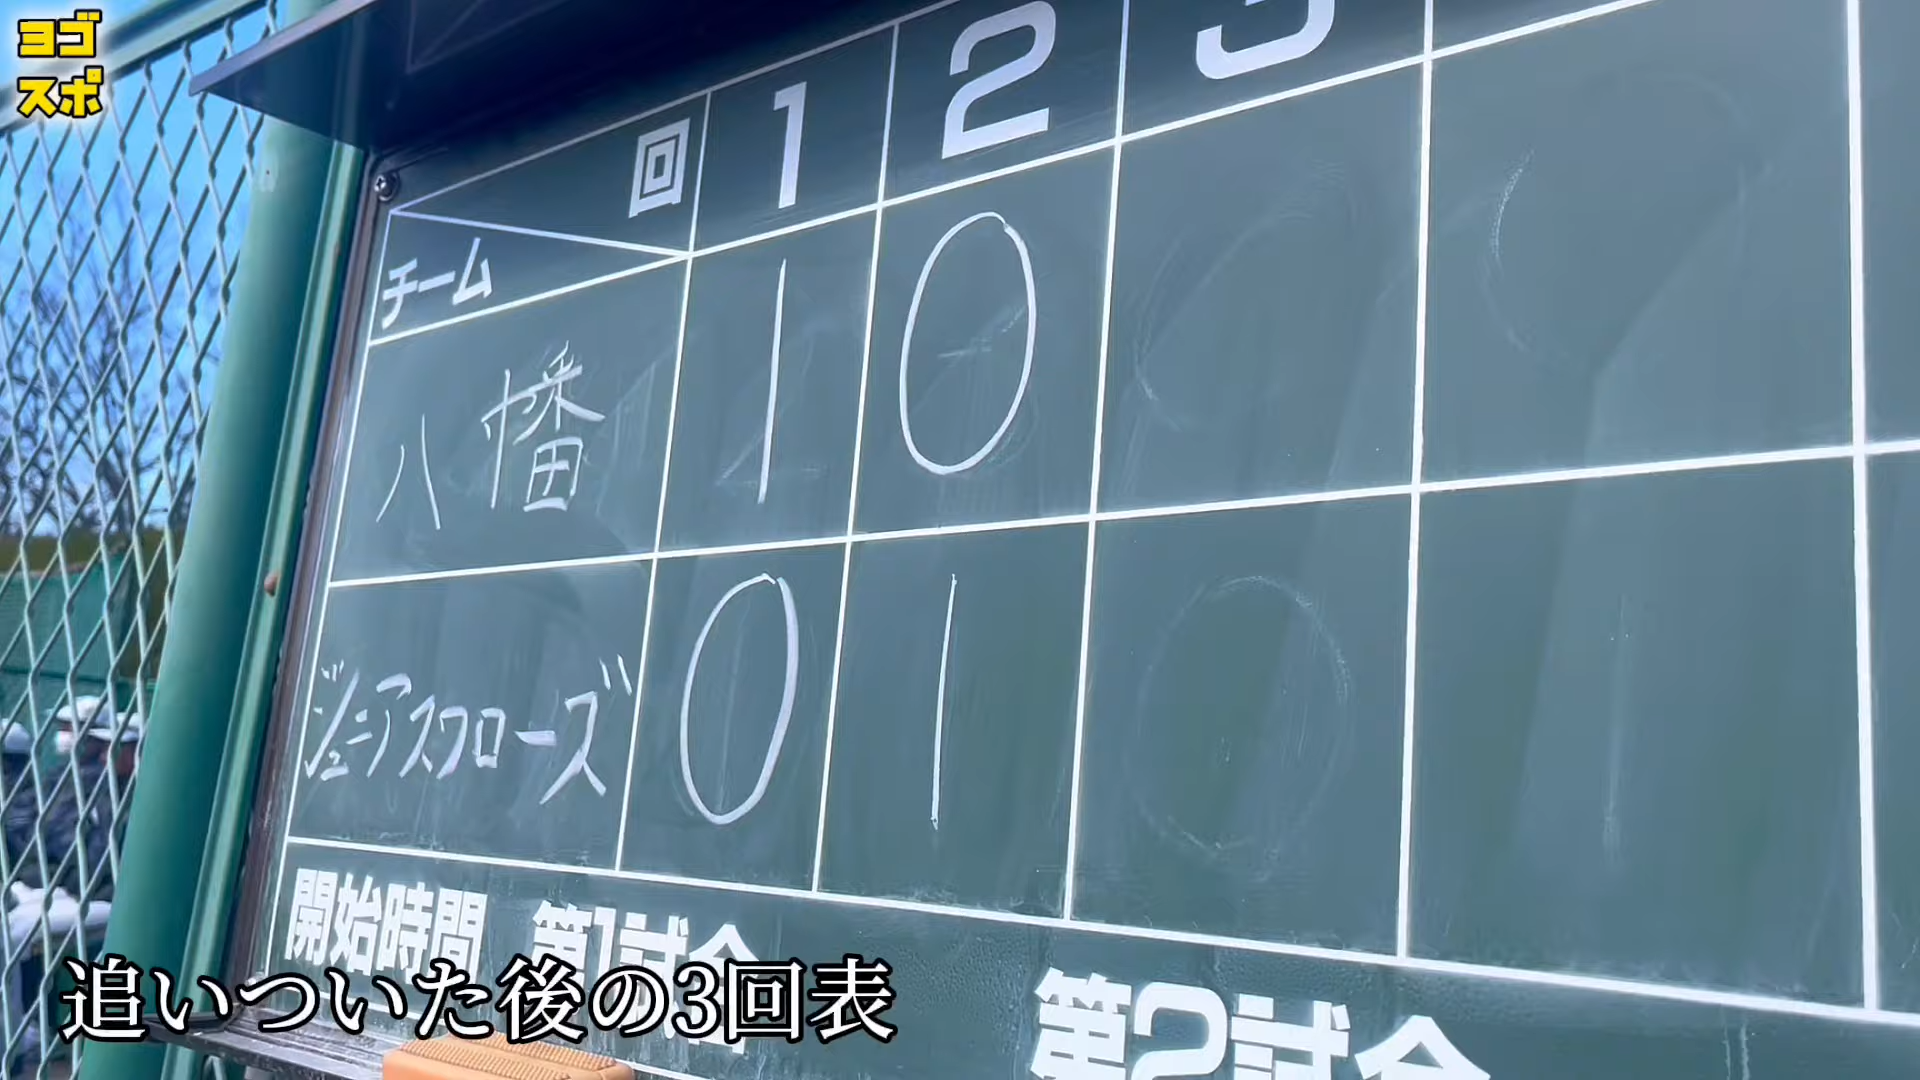 ヨゴ
スポ
回 1 2 3
チーム
八幡 1 0
ジュニアスワローズ 0 1
開始時間 第1試合
第2試合
追いついた後の3回表